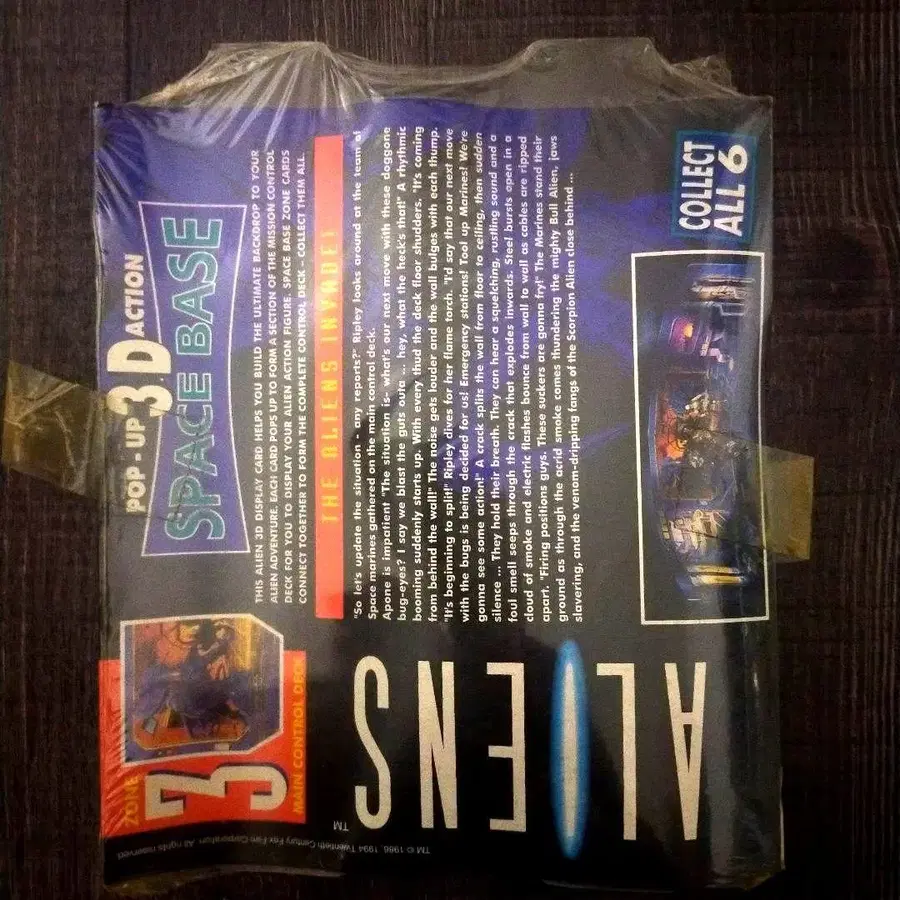 POP-UP 3D ACTION
SPACE BASE
THIS ALIEN 3D DISPLAY CARD HELPS YOU BUILD THE ULTIMATE BACKDROP TO YOUR
ALIEN ADVENTURE. EACH CARD POPS UP TO FORM A SECTION OF THE MISSION CONTROL
DECK FOR YOU TO DISPLAY YOUR ALIEN ACTION FIGURE. SPACE BASE ZONE CARDS
CONNECT TOGETHER TO FORM THE COMPLETE CONTROL DECK - COLLECT THEM ALL.
THE ALIENS INVADE!
"So let's update the situation - any reports?" Ripley looks around at the team of
Space marines gathered on the main control deck.
Apone is impatient "The situation is- what's our next move with these doggone
bug-eyes? I say we blast the guts outa ... hey, what the heck's that!" A rhythmic
booming suddenly starts up. With every thud the deck floor shudders. "It's coming
from behind the wall!" The noise gets louder and the wall bulges with each thump.
"It's beginning to split!" Ripley dives for her flame torch. "I'd say that our next move
with the bugs is being decided for us! Emergency stations! Tool up Marines! We're
gonna see some action!" A crack splits the wall from floor to ceiling, then sudden
silence ... They hold their breath. They can hear a squelching, rustling sound and a
foul smell seeps through the crack that explodes inwards. Steel bursts open in a
cloud of smoke and electric flashes bounce from wall to wall as cables are ripped
apart. "Firing positions guys. These suckers are gonna fry!" The Marines stand their
ground as through the acrid smoke comes thundering the mighty Bull Alien, jaws
slavering, and the venom-dripping fangs of the Scorpion Alien close behind ...
COLLECT
ALL 6
ZONE
3
MAIN CONTROL DECK
ALIENS
TM
TM © 1986, 1994 Twentieth Century Fox Film Corporation. All rights reserved.